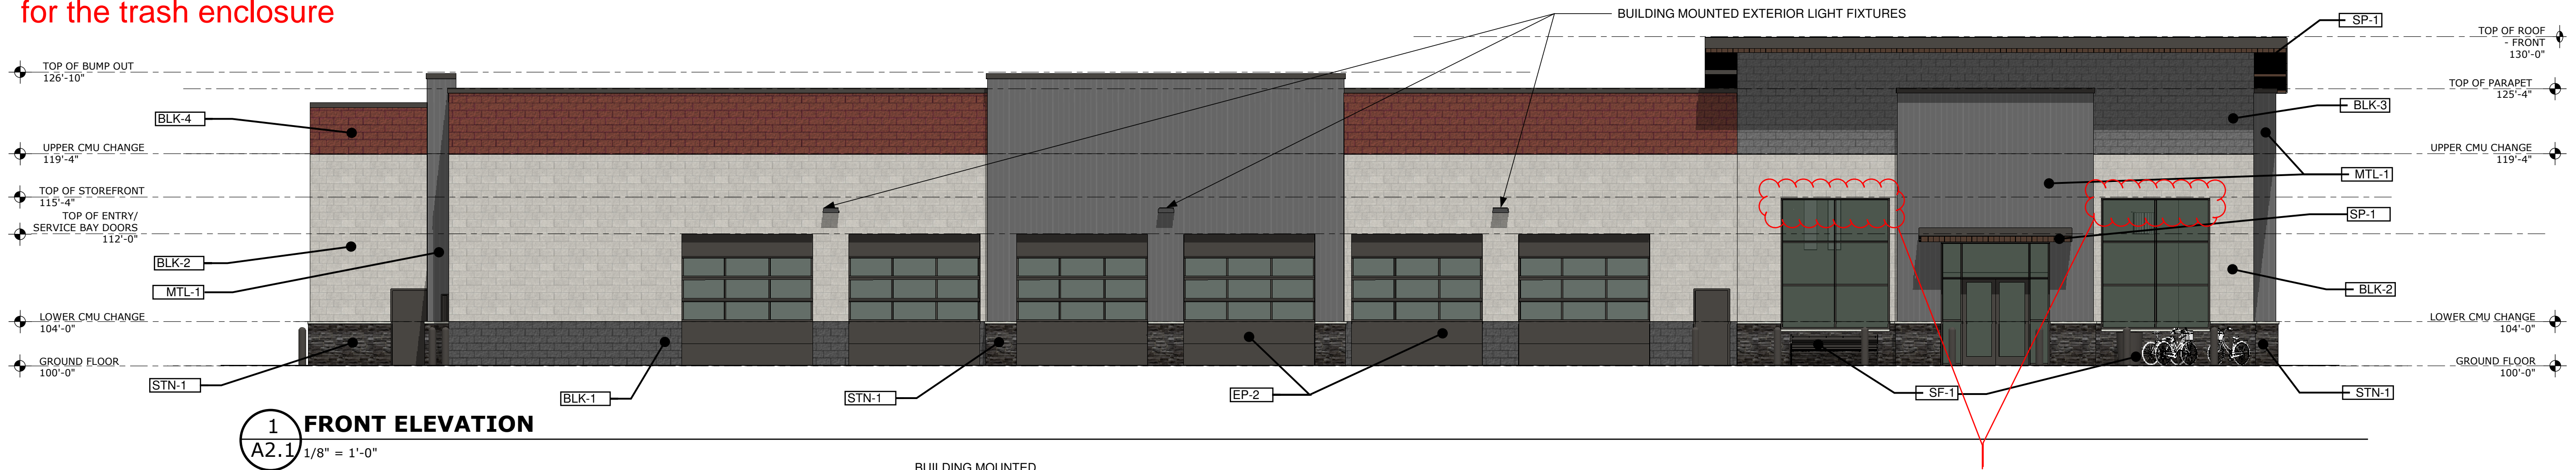 for the trash enclosure
BUILDING MOUNTED EXTERIOR LIGHT FIXTURES
SP-1
TOP OF ROOF
- FRONT
130'-0"
TOP OF BUMP OUT
126'-10"
TOP OF PARAPET
125'-4"
BLK-3
BLK-4
UPPER CMU CHANGE
119'-4"
UPPER CMU CHANGE
119'-4"
MTL-1
TOP OF STOREFRONT
115'-4"
SP-1
TOP OF ENTRY/
SERVICE BAY DOORS
112'-0"
BLK-2
MTL-1
BLK-2
LOWER CMU CHANGE
104'-0"
LOWER CMU CHANGE
104'-0"
GROUND FLOOR
100'-0"
GROUND FLOOR
100'-0"
STN-1
BLK-1
STN-1
EP-2
SF-1
STN-1
1
A2.1
FRONT ELEVATION
1/8" = 1'-0"
BUILDING MOUNTED